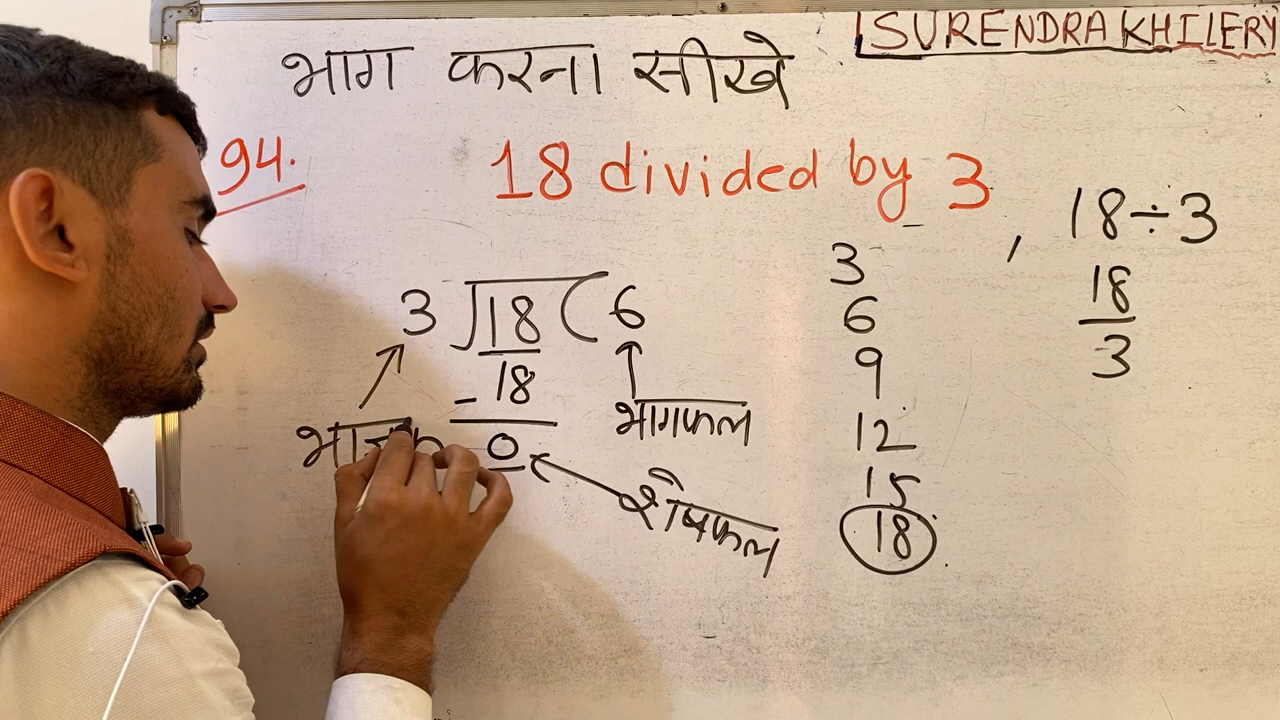 SURENDRA KHILERY
भाग करना सीखे
94.
18 divided by 3
, 18÷3
18
3
3 18 6
18
- 18
0
भाजक
भागफल
शेषफल
3
6
9
12
15
18